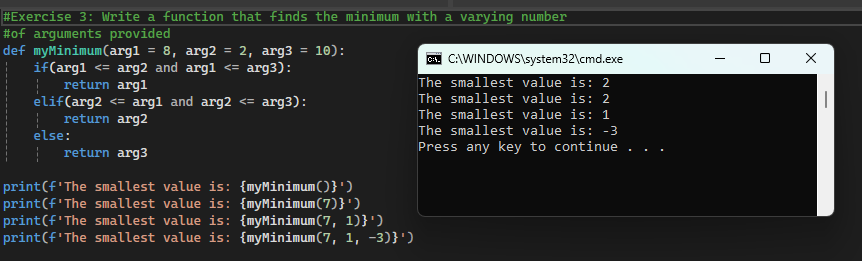 #Exercise 3: Write a function that finds the minimum with a varying number
#of arguments provided
def myMinimum(arg1 = 8, arg2 = 2, arg3 = 10):
    if(arg1 <= arg2 and arg1 <= arg3):
        return arg1
    elif(arg2 <= arg1 and arg2 <= arg3):
        return arg2
    else:
        return arg3
print(f'The smallest value is: {myMinimum()}')
print(f'The smallest value is: {myMinimum(7)}')
print(f'The smallest value is: {myMinimum(7, 1)}')
print(f'The smallest value is: {myMinimum(7, 1, -3)}')
C:\WINDOWS\system32\cmd.exe
The smallest value is: 2
The smallest value is: 2
The smallest value is: 1
The smallest value is: -3
Press any key to continue . . .